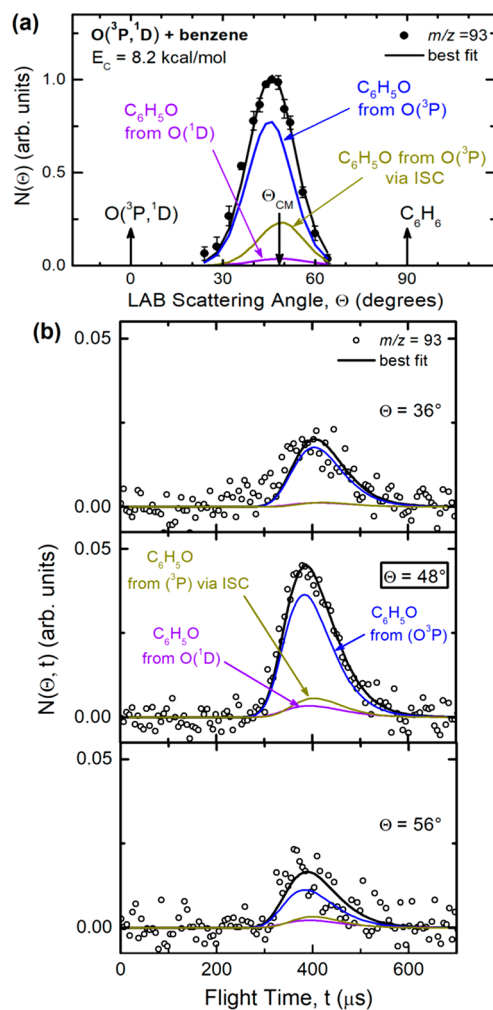 (a)
O(³P,¹D) + benzene
E_C = 8.2 kcal/mol
m/z =93
best fit
C₆H₅O
from O(¹D)
C₆H₅O
from O(³P)
C₆H₅O from O(³P)
via ISC
Θ_CM
O(³P,¹D)
C₆H₆
N(Θ) (arb. units)
1.0
0.5
0.0
0 30 60 90
LAB Scattering Angle, Θ (degrees)
(b)
0.05
m/z = 93
best fit
Θ = 36°
0.00
0.05
C₆H₅O
from (³P) via ISC
Θ = 48°
C₆H₅O
from O(¹D)
C₆H₅O
from (O³P)
N(Θ, t) (arb. units)
0.00
0.05
Θ = 56°
0.00
0 200 400 600
Flight Time, t (μs)